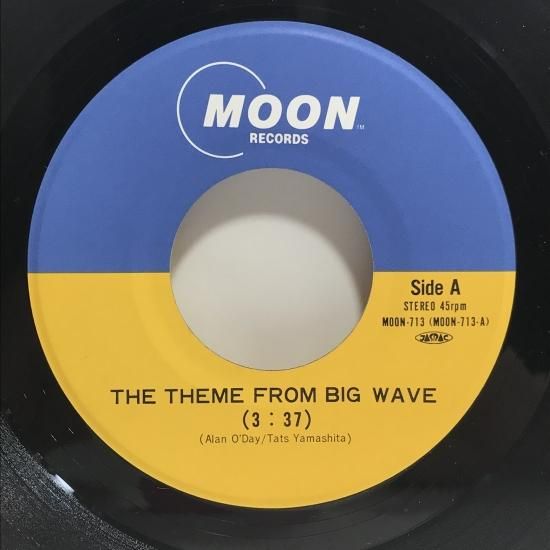 MOON™
RECORDS
Side A
STEREO 45rpm
MOON-713 (MOON-713-A)
JASRAC
THE THEME FROM BIG WAVE
(3:37)
(Alan O'Day/Tats Yamashita)